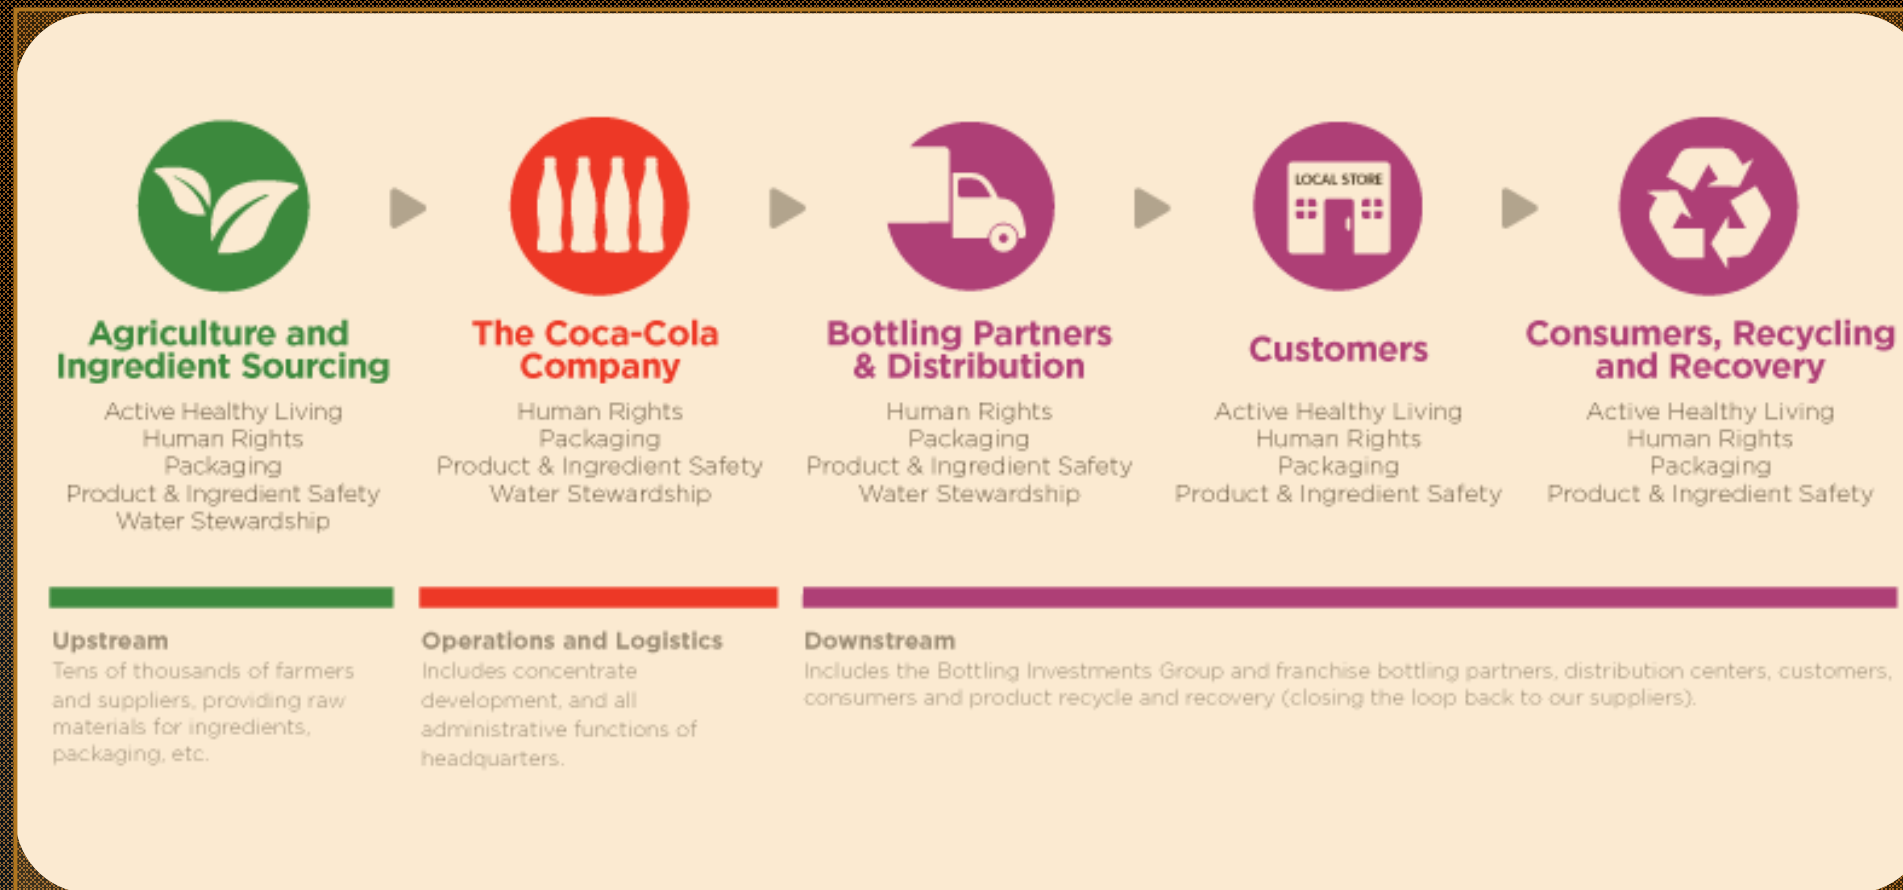 LOCAL STORE
Agriculture and
Ingredient Sourcing
Active Healthy Living
Human Rights
Packaging
Product & Ingredient Safety
Water Stewardship
The Coca-Cola
Company
Human Rights
Packaging
Product & Ingredient Safety
Water Stewardship
Bottling Partners
& Distribution
Human Rights
Packaging
Product & Ingredient Safety
Water Stewardship
Customers
Active Healthy Living
Human Rights
Packaging
Product & Ingredient Safety
Consumers, Recycling
and Recovery
Active Healthy Living
Human Rights
Packaging
Product & Ingredient Safety
Upstream
Tens of thousands of farmers
and suppliers, providing raw
materials for ingredients,
packaging, etc.
Operations and Logistics
Includes concentrate
development, and all
administrative functions of
headquarters.
Downstream
Includes the Bottling Investments Group and franchise bottling partners, distribution centers, customers,
consumers and product recycle and recovery (closing the loop back to our suppliers).